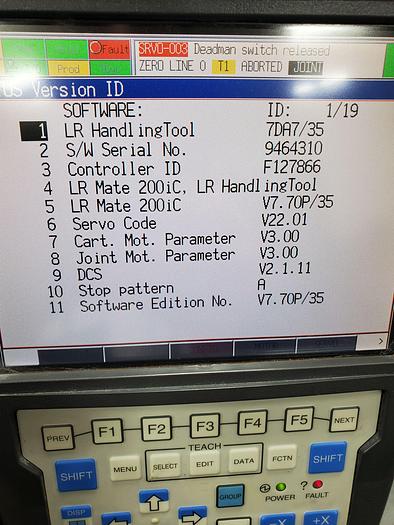 Fault
SRVO-003 Deadman switch released
Prod
ZERO LINE 0 T1 ABORTED JOINT
Version ID
SOFTWARE: ID: 1/19
1 LR HandlingTool 7DA7/35
2 S/W Serial No. 9464310
3 Controller ID F127866
4 LR Mate 200iC, LR HandlingTool
5 LR Mate 200iC V7.70P/35
6 Servo Code V22.01
7 Cart. Mot. Parameter V3.00
8 Joint Mot. Parameter V3.00
9 DCS V2.1.11
10 Stop pattern A
11 Software Edition No. V7.70P/35
>
PREV F1 F2 F3 F4 F5 NEXT
TEACH
SHIFT MENU SELECT EDIT DATA FCTN SHIFT
GROUP POWER ? FAULT
DISP
-X +X